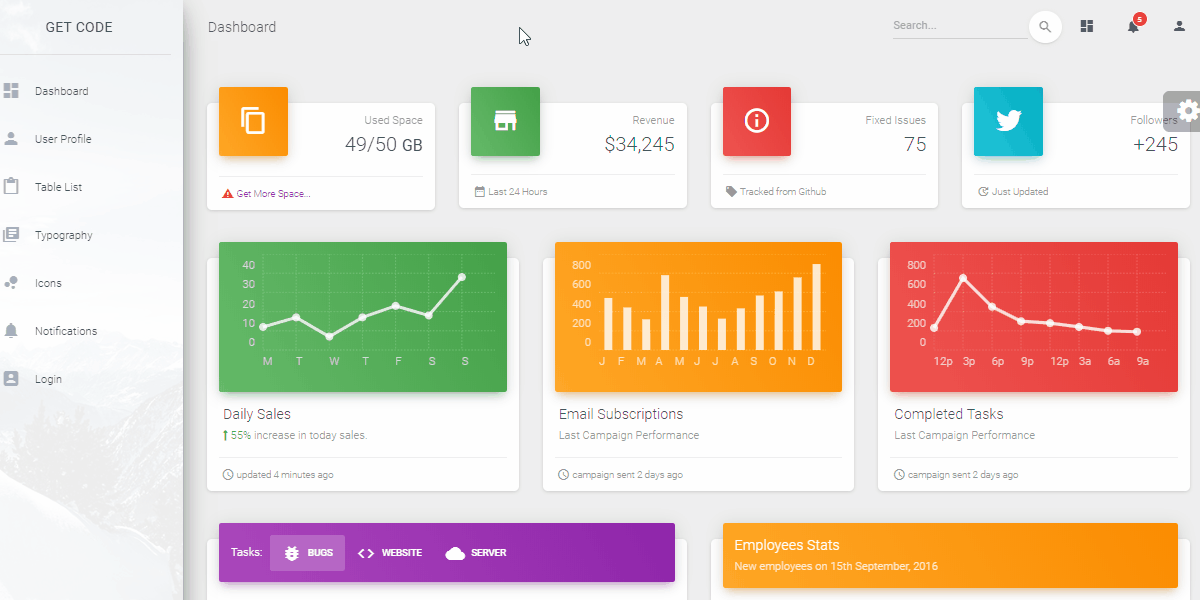 GET CODE
Dashboard
User Profile
Table List
Typography
Icons
Notifications
Login
Dashboard
Search...
5
Used Space
49/50 GB
Get More Space...
Revenue
$34,245
Last 24 Hours
Fixed Issues
75
Tracked from Github
Followers
+245
Just Updated
40
30
20
10
0
M T W T F S S
Daily Sales
55% increase in today sales.
updated 4 minutes ago
800
600
400
200
0
J F M A M J J A S O N D
Email Subscriptions
Last Campaign Performance
campaign sent 2 days ago
800
600
400
200
0
12p 3p 6p 9p 12p 3a 6a 9a
Completed Tasks
Last Campaign Performance
campaign sent 2 days ago
Tasks: BUGS WEBSITE SERVER
Employees Stats
New employees on 15th September, 2016